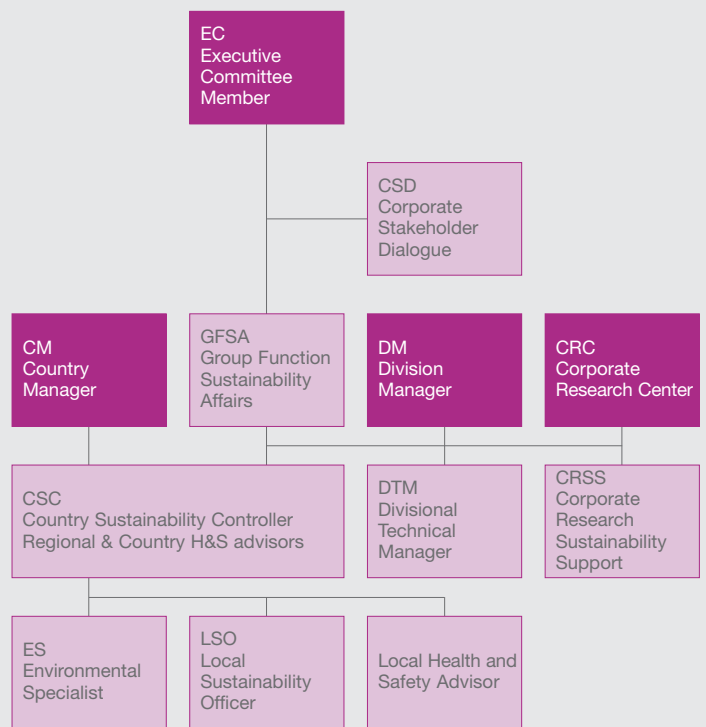 EC
Executive
Committee
Member
CSD
Corporate
Stakeholder
Dialogue
CM
Country
Manager
GFSA
Group Function
Sustainability
Affairs
DM
Division
Manager
CRC
Corporate
Research Center
CSC
Country Sustainability Controller
Regional & Country H&S advisors
DTM
Divisional
Technical
Manager
CRSS
Corporate
Research
Sustainability
Support
ES
Environmental
Specialist
LSO
Local
Sustainability
Officer
Local Health and
Safety Advisor